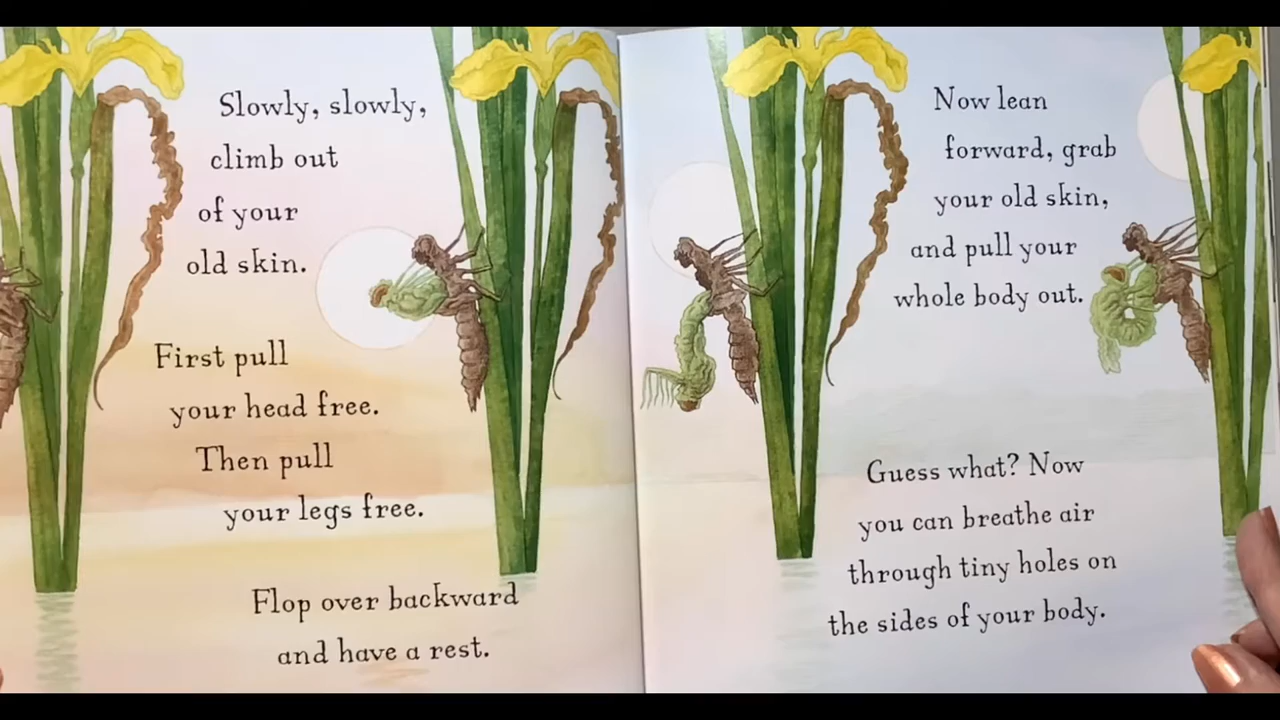 Slowly, slowly,
climb out
of your
old skin.
First pull
your head free.
Then pull
your legs free.
Flop over backward
and have a rest.
Now lean
forward, grab
your old skin,
and pull your
whole body out.
Guess what? Now
you can breathe air
through tiny holes on
the sides of your body.